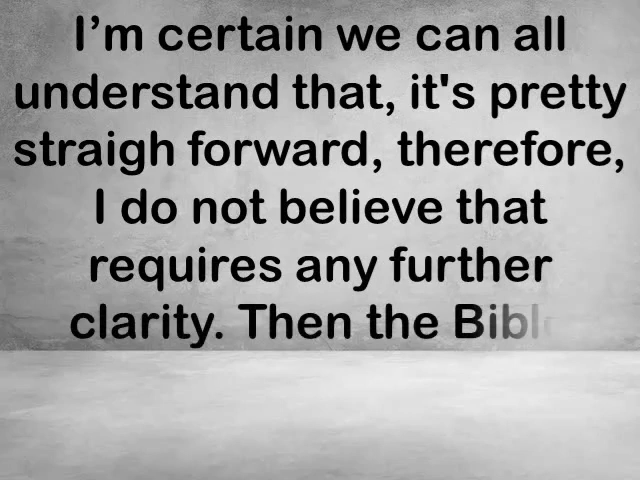 I’m certain we can all
understand that, it's pretty
straigh forward, therefore,
I do not believe that
requires any further
clarity. Then the Bible